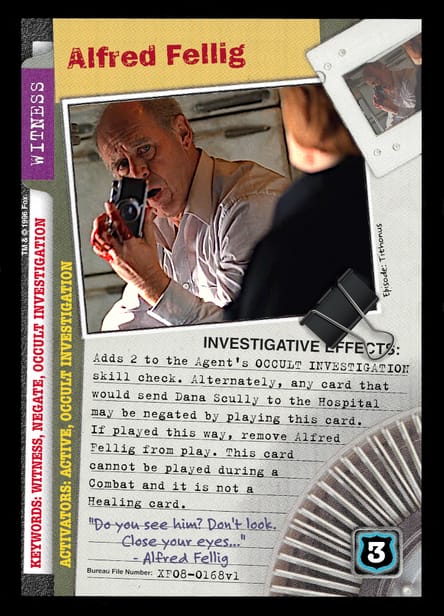 Alfred Fellig
WITNESS
TM & © 1996 Fox
KEYWORDS: WITNESS, NEGATE, OCCULT INVESTIGATION
ACTIVATORS: ACTIVE, OCCULT INVESTIGATION
Episode: Tithonus
INVESTIGATIVE EFFECTS:
Adds 2 to the Agent's OCCULT INVESTIGATION
skill check. Alternately, any card that
would send Dana Scully to the Hospital
may be negated by playing this card.
If played this way, remove Alfred
Fellig from play. This card
cannot be played during a
Combat and it is not a
Healing card.
"Do you see him? Don't look.
Close your eyes..."
- Alfred Fellig
Bureau File Number: XF08-0168v1
3